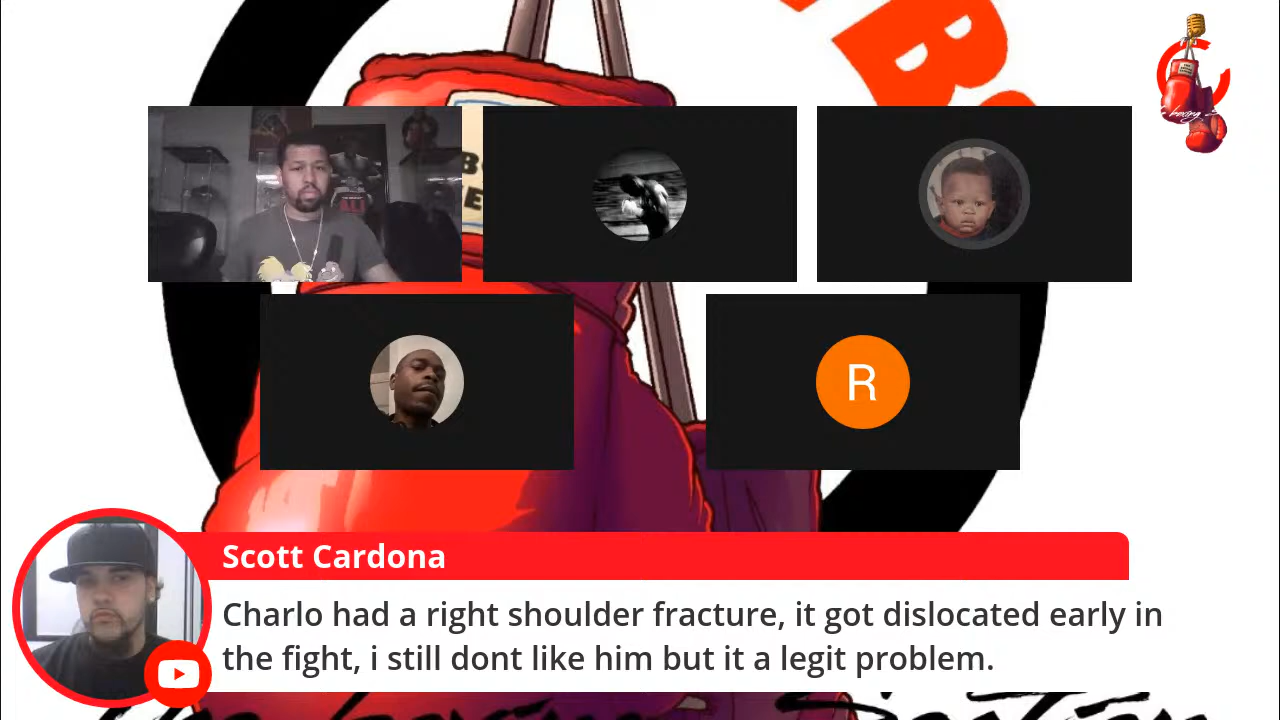 B
ALI
R
Scott Cardona
Charlo had a right shoulder fracture, it got dislocated early in
the fight, i still dont like him but it a legit problem.